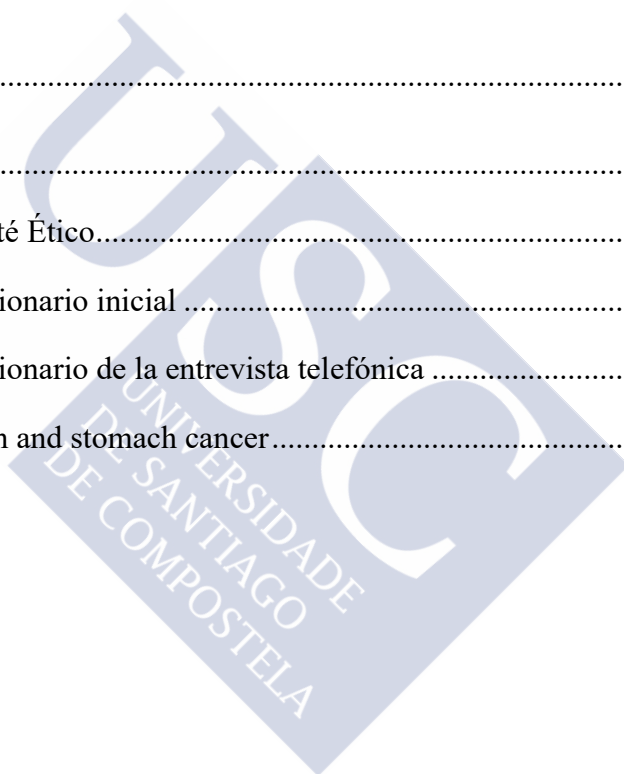 ................................................................................
................................................................................
té Ético................................................................................
ionario inicial ................................................................................
ionario de la entrevista telefónica ........................
n and stomach cancer.............................................
USC
UNIVERSIDADE
DE SANTIAGO
DE COMPOSTELA